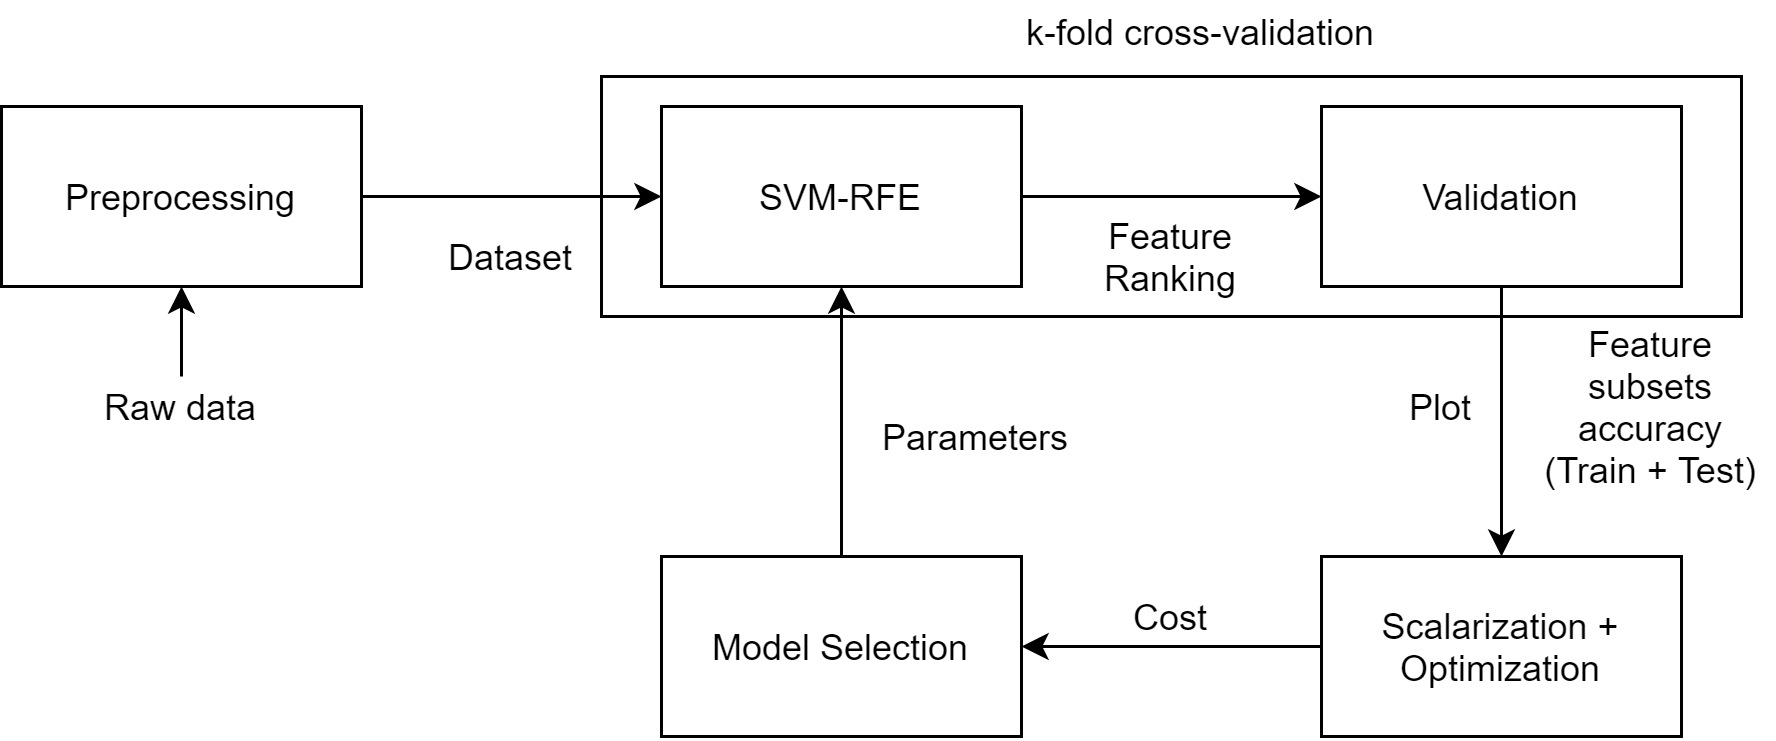 k-fold cross-validation
Preprocessing
SVM-RFE
Validation
Dataset
Feature
Ranking
Raw data
Parameters
Plot
Feature
subsets
accuracy
(Train + Test)
Model Selection
Cost
Scalarization +
Optimization